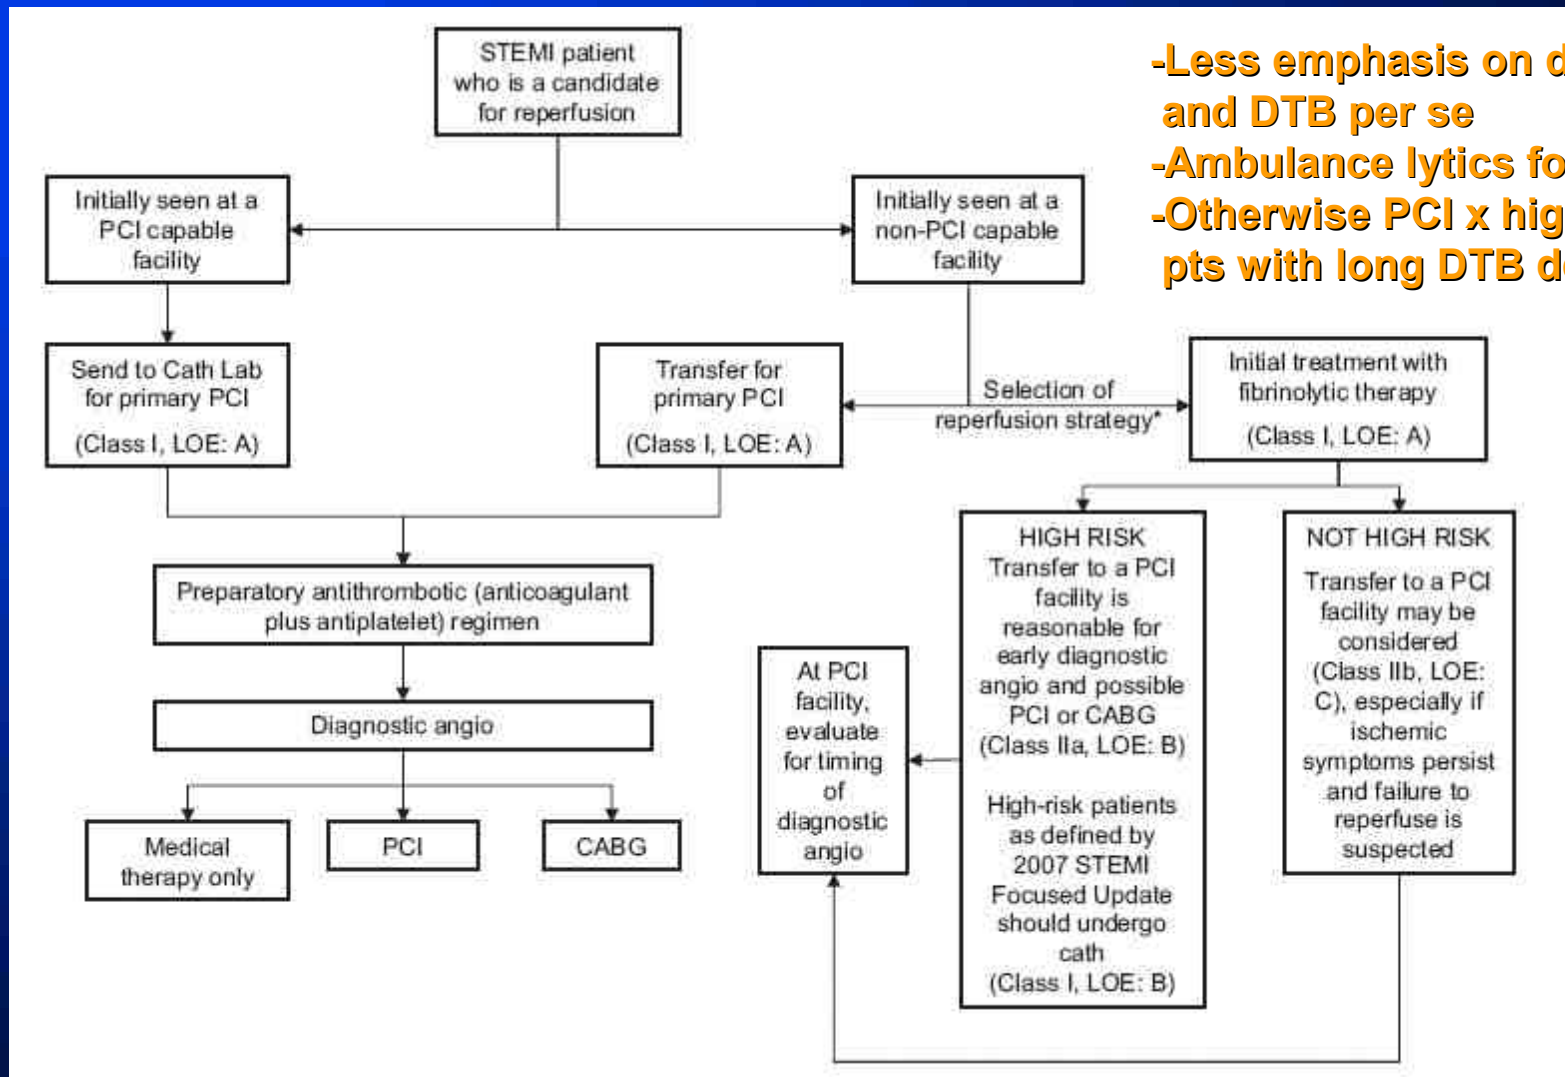 STEMI patient
who is a candidate
for reperfusion
-Less emphasis on
and DTB per se
-Ambulance lytics
-Otherwise PCI x
pts with long DTB
Initially seen at a
PCI capable
facility
Initially seen at a
non-PCI capable
facility
Send to Cath Lab
for primary PCI
(Class I, LOE: A)
Transfer for
primary PCI
(Class I, LOE: A)
Selection of
reperfusion strategy*
Initial treatment with
fibrinolytic therapy
(Class I, LOE: A)
Preparatory antithrombotic (anticoagulant
plus antiplatelet) regimen
Diagnostic angio
Medical
therapy only
PCI
CABG
At PCI
facility,
evaluate
for timing
of
diagnostic
angio
HIGH RISK
Transfer to a PCI
facility is
reasonable for
early diagnostic
angio and possible
PCI or CABG
(Class IIa, LOE: B)
High-risk patients
as defined by
2007 STEMI
Focused Update
should undergo
cath
(Class I, LOE: B)
NOT HIGH RISK
Transfer to a PCI
facility may be
considered
(Class IIb, LOE:
C), especially if
ischemic
symptoms persist
and failure to
reperfuse is
suspected